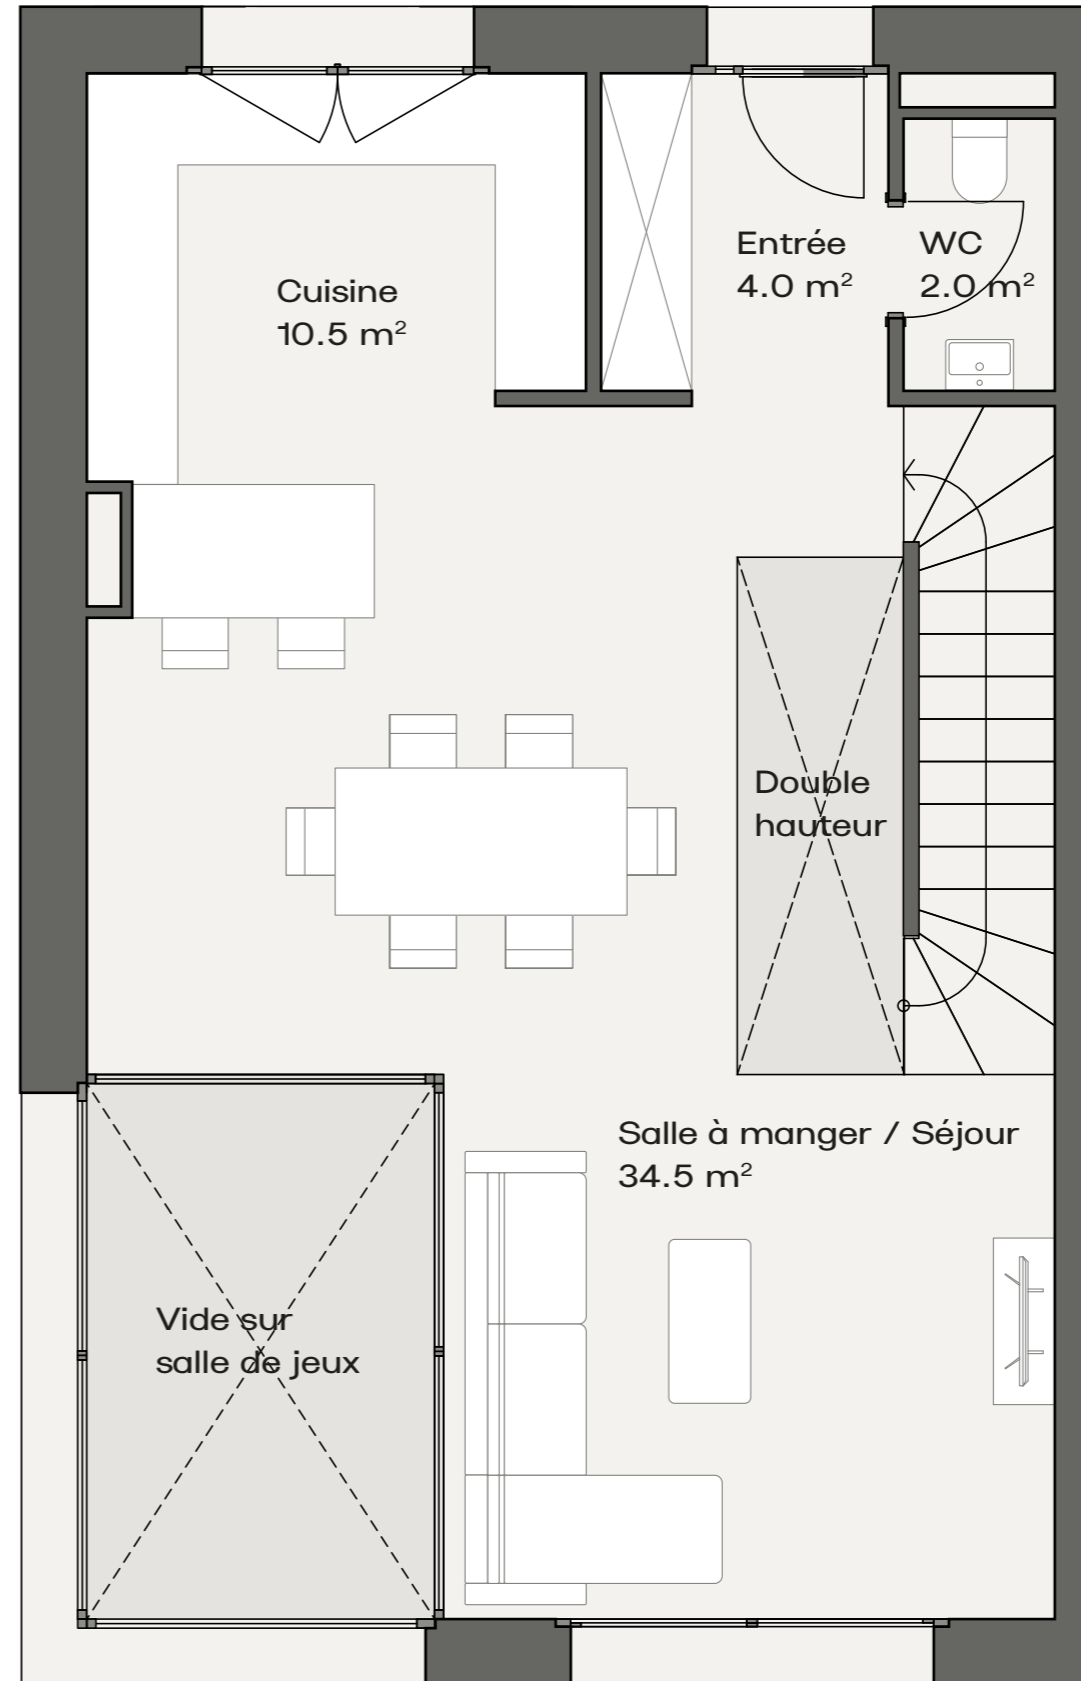 Entrée
4.0 m²
WC
2.0 m²
Cuisine
10.5 m²
Double
hauteur
Salle à manger / Séjour
34.5 m²
Vide sur
salle de jeux